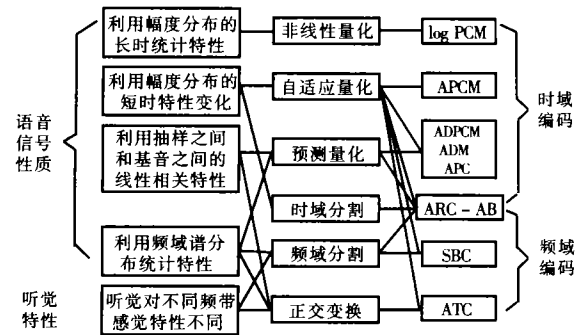 利用幅度分布的
长时统计特性
非线性量化
log PCM
利用幅度分布的
短时特性变化
自适应量化
APCM
时域
编码
语音
信号
性质
利用抽样之间
和基音之间的
线性相关特性
预测量化
ADPCM
ADM
APC
时域分割
ARC－AB
利用频域谱分
布统计特性
频域分割
SBC
频域
编码
听觉
特性
听觉对不同频带
感觉特性不同
正交变换
ATC